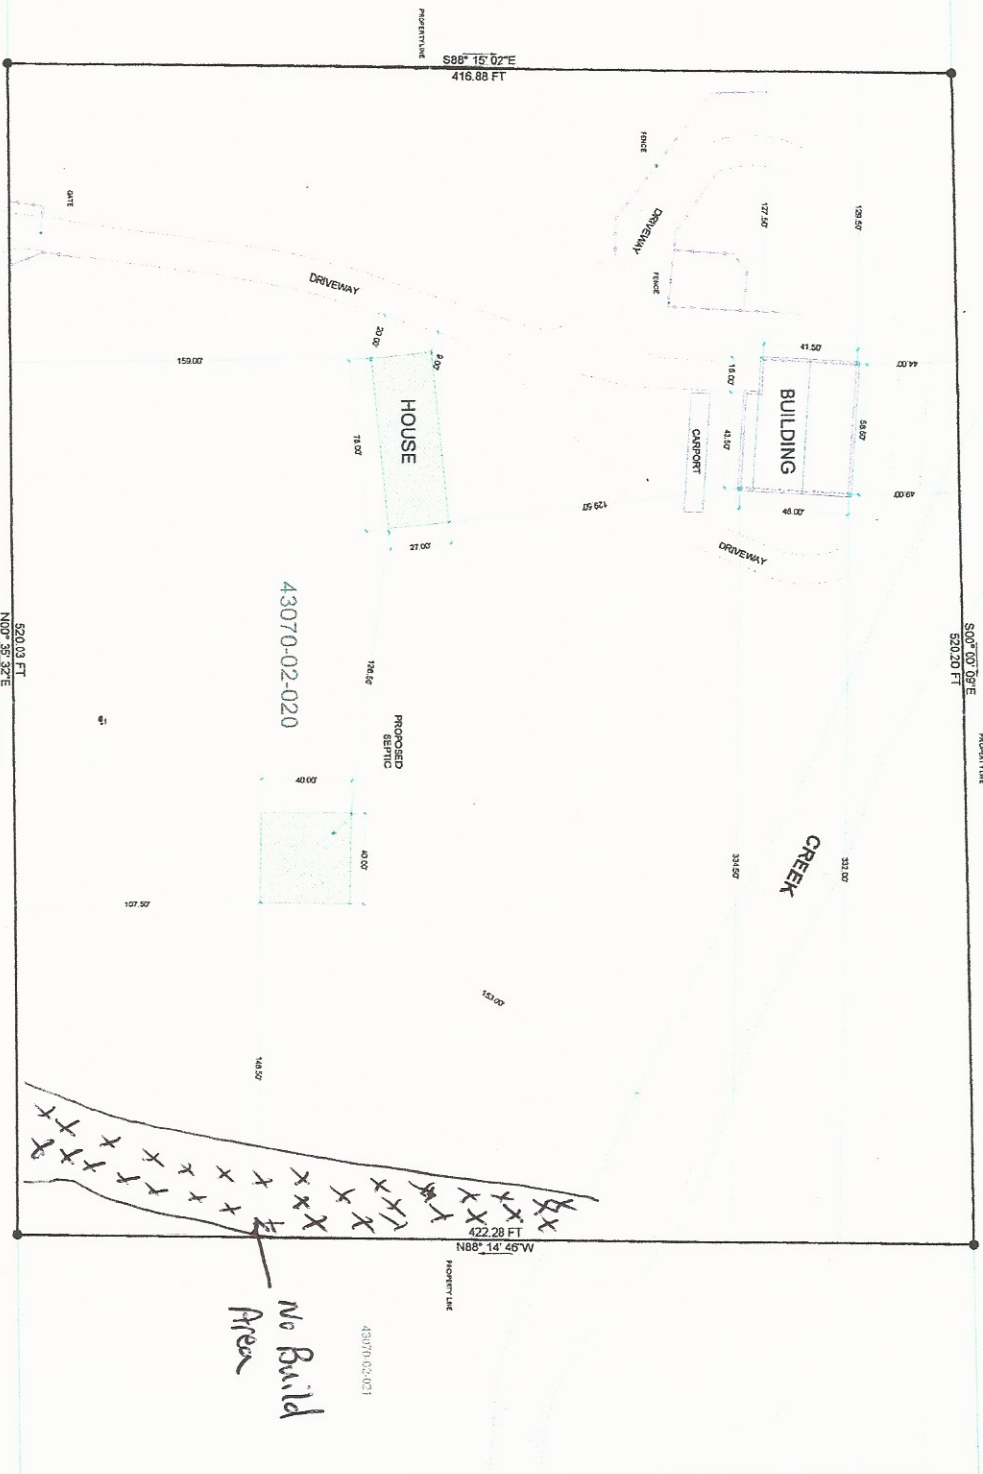 PROPERTY LINE
S88° 15' 02"E
416.88 FT
FENCE
GATE
DRIVEWAY
127.50'
129.50'
FENCE
DRIVEWAY
20.00'
9.00'
159.00'
41.50'
44.00'
16.00'
HOUSE
BUILDING
CARPORT
43.50'
58.50'
78.00'
129.50
49.00'
48.00'
27.00'
DRIVEWAY
43070-02-020
520.03 FT
N00° 35' 32"E
S00° 00' 09"E
520.20 FT
126.50'
PROPOSED
SEPTIC
PROPERTY LINE
40.00'
40.00'
CREEK
334.50'
332.00'
107.50'
153.00'
148.50'
422.28 FT
N88° 14' 46"W
PROPERTY LINE
No Build
Area
43070-02-021